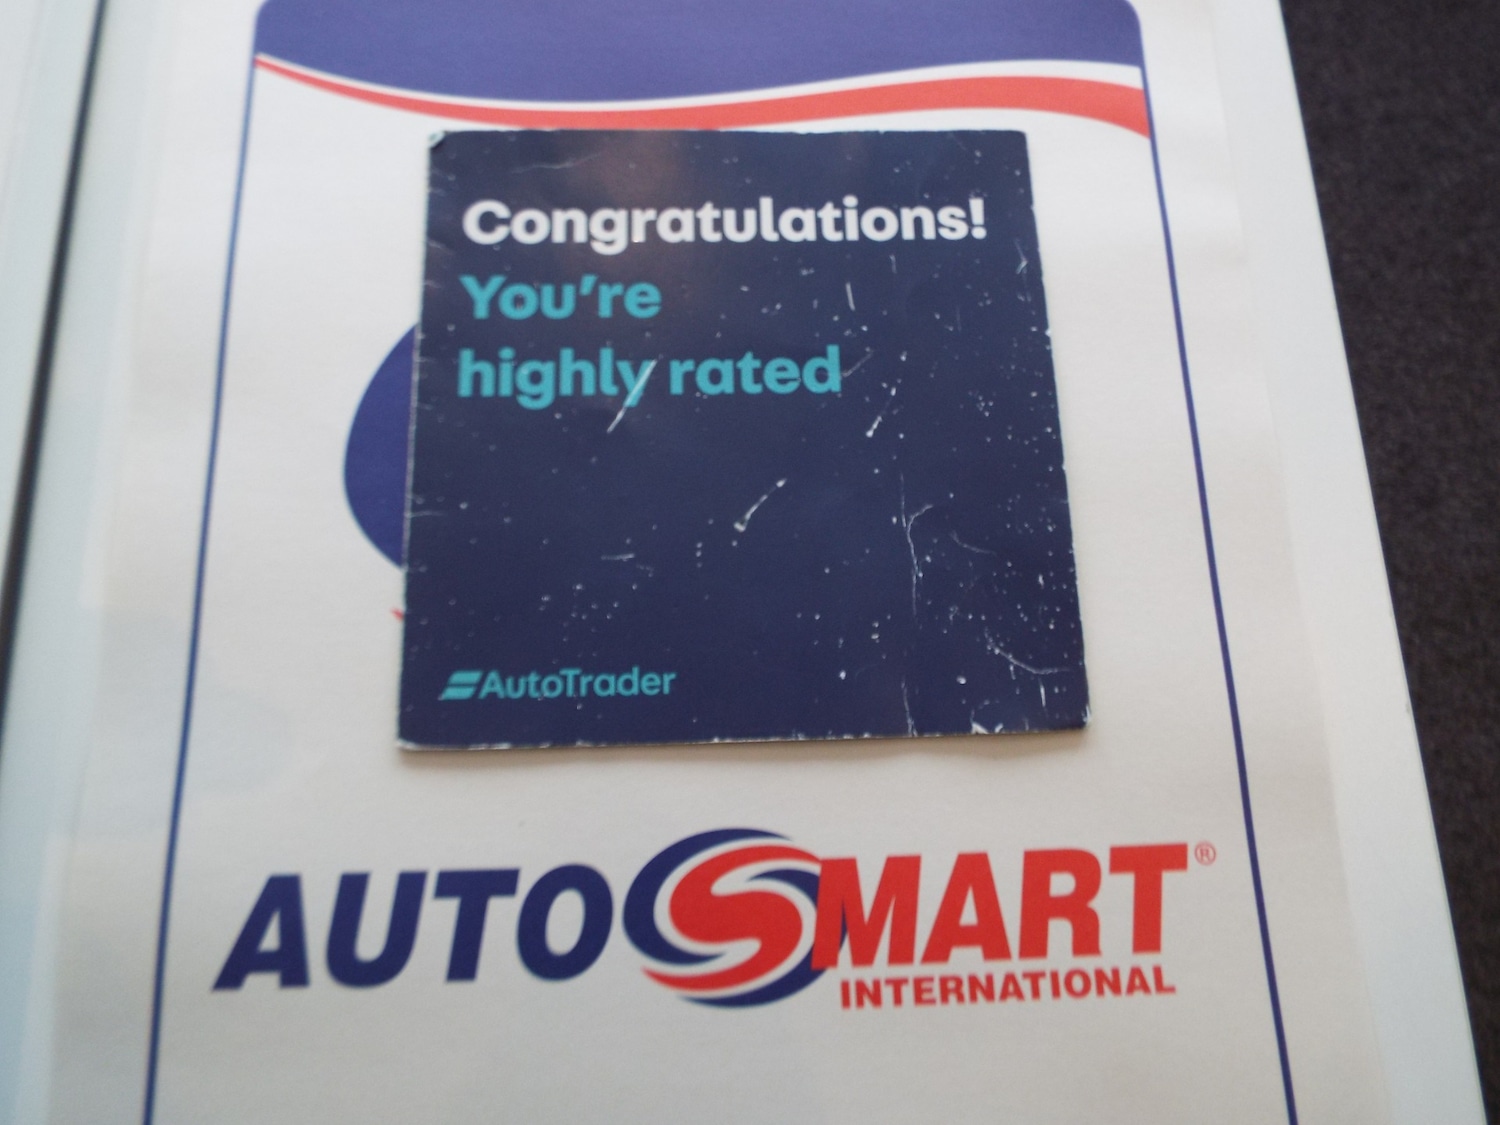 Congratulations!
You're
highly rated
AutoTrader
AUTOSMART®
INTERNATIONAL